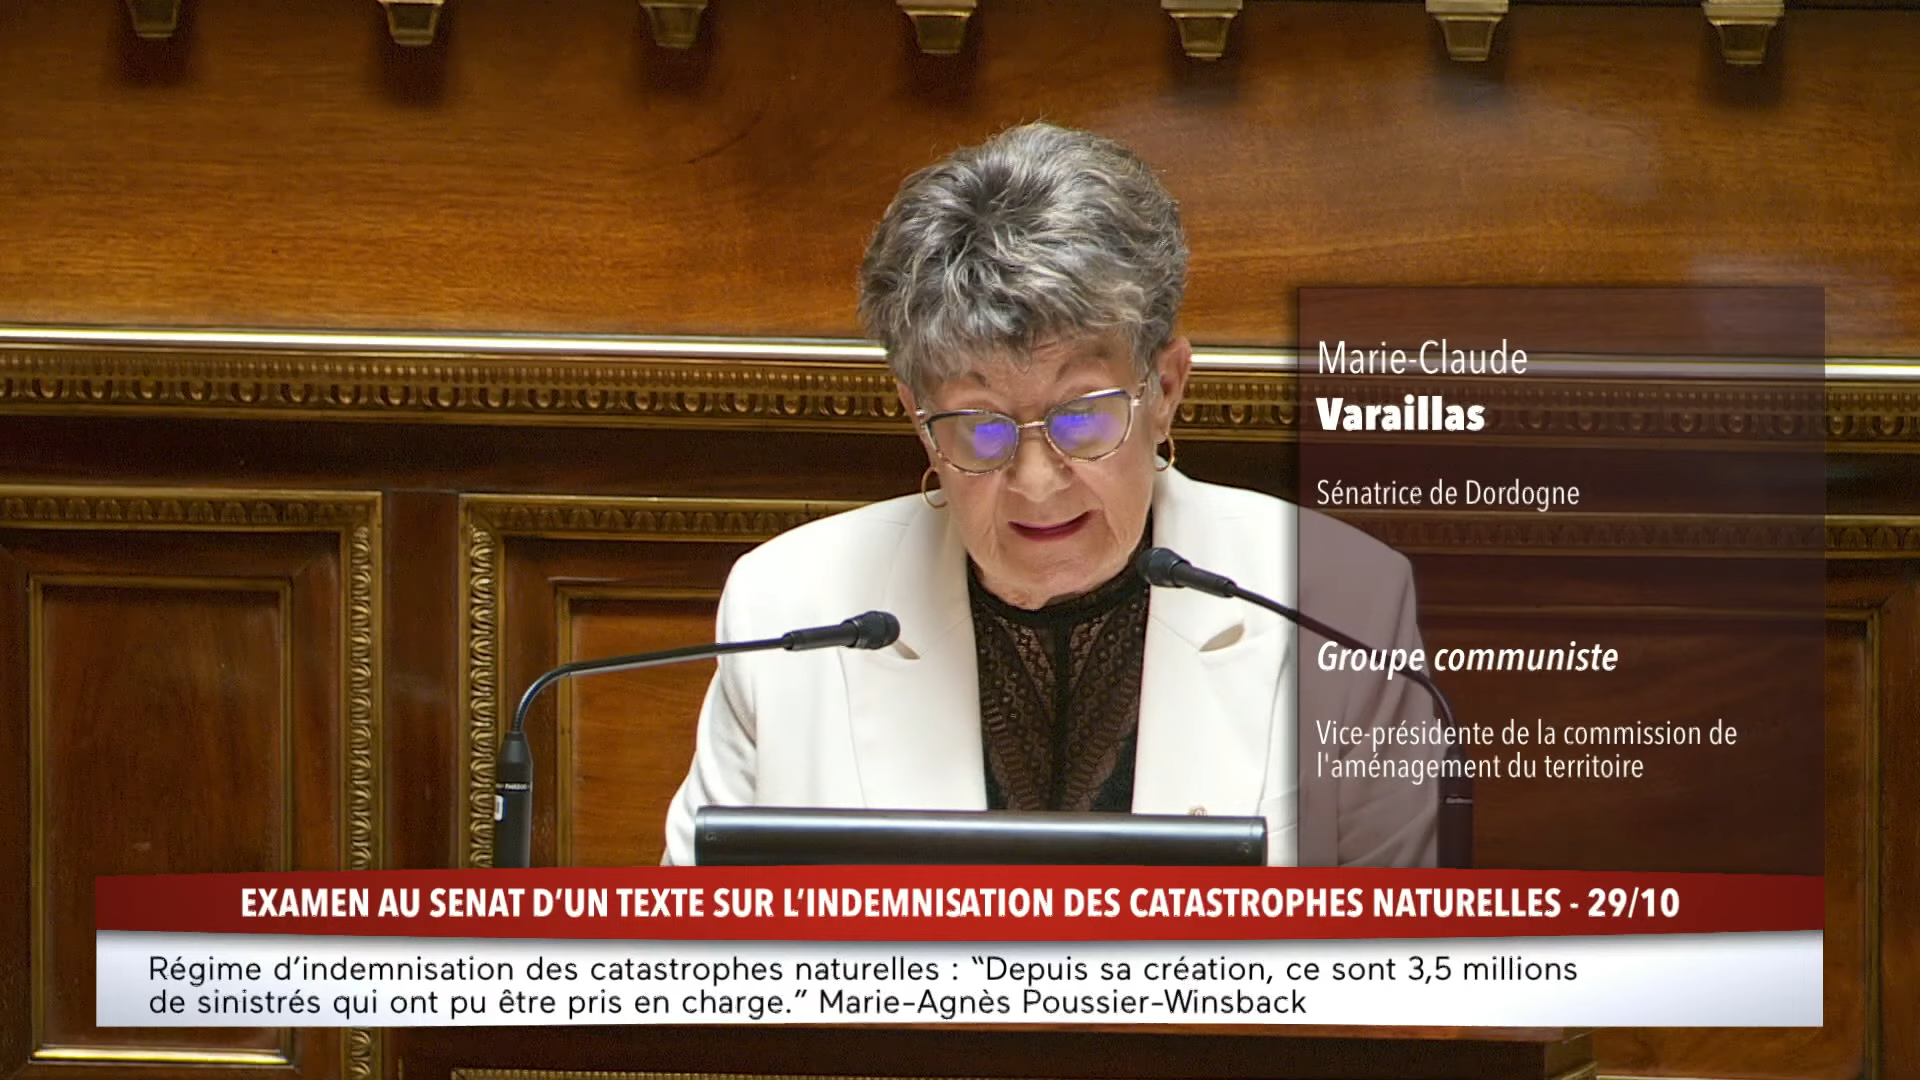 Marie-Claude
Varaillas
Sénatrice de Dordogne
Groupe communiste
Vice-présidente de la commission de
l'aménagement du territoire
EXAMEN AU SENAT D'UN TEXTE SUR L'INDEMNISATION DES CATASTROPHES NATURELLES - 29/10
Régime d'indemnisation des catastrophes naturelles : "Depuis sa création, ce sont 3,5 millions
de sinistrés qui ont pu être pris en charge." Marie-Agnès Poussier-Winsback